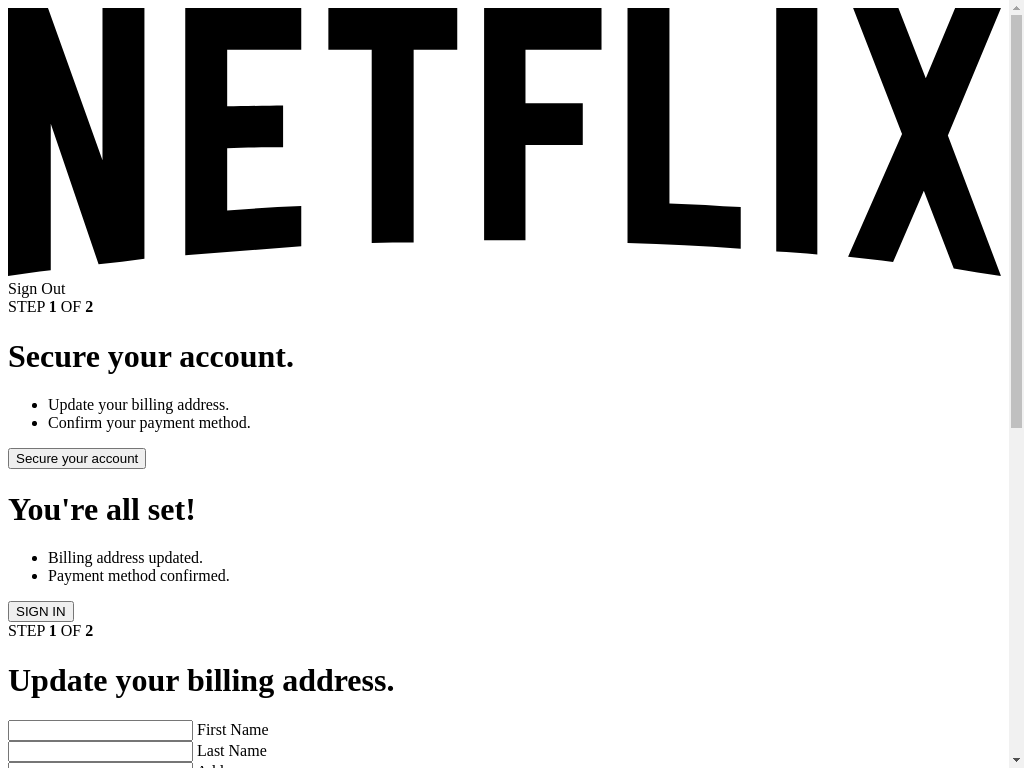 NETFLIX
Sign Out
STEP 1 OF 2
Secure your account.
Update your billing address.
Confirm your payment method.
Secure your account
You're all set!
Billing address updated.
Payment method confirmed.
SIGN IN
STEP 1 OF 2
Update your billing address.
First Name
Last Name